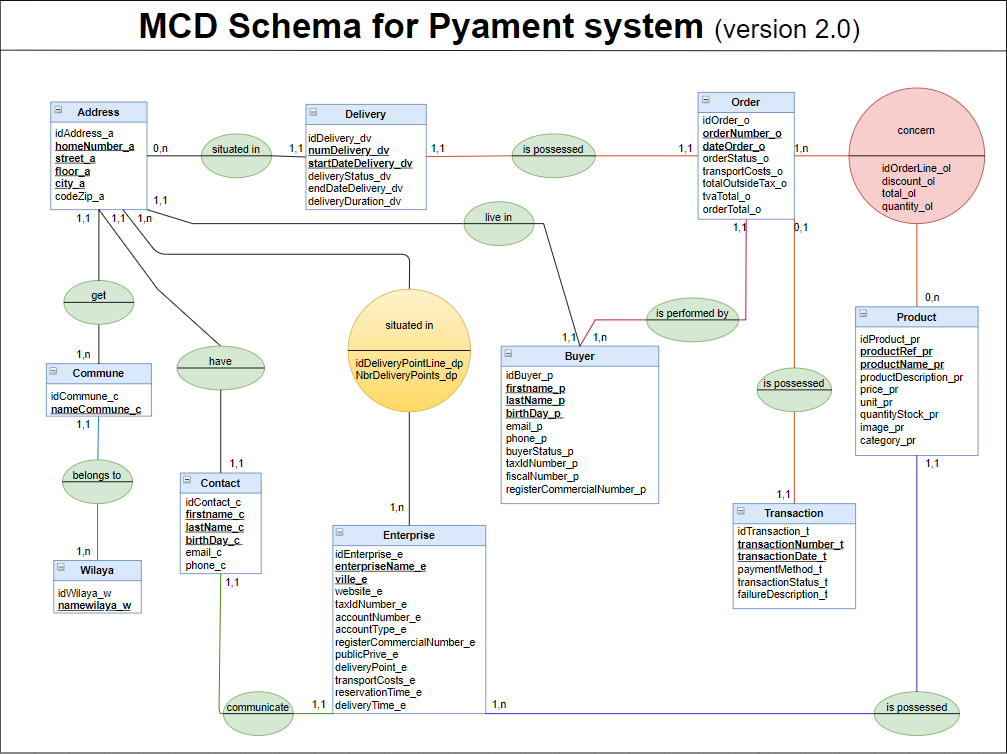 MCD Schema for Pyament system (version 2.0)
Address
idAddress_a
homeNumber_a
street_a
floor_a
city_a
codeZip_a
0,n
situated in
1,1
Delivery
idDelivery_dv
numDelivery_dv
startDateDelivery_dv
deliveryStatus_dv
endDateDelivery_dv
deliveryDuration_dv
1,1
is possessed
1,1
Order
idOrder_o
orderNumber_o
dateOrder_o
orderStatus_o
transportCosts_o
totalOutsideTax_o
tvaTotal_o
orderTotal_o
1,n
concern
idOrderLine_ol
discount_ol
total_ol
quantity_ol
1,1
1,1
1,1
1,n
live in
1,1
0,1
get
1,n
have
situated in
idDeliveryPointLine_dp
NbrDeliveryPoints_dp
is performed by
1,1
1,n
0,n
Commune
idCommune_c
nameCommune_c
1,1
Buyer
idBuyer_p
firstname_p
lastName_p
birthDay_p
email_p
phone_p
buyerStatus_p
taxIdNumber_p
fiscalNumber_p
registerCommercialNumber_p
is possessed
Product
idProduct_pr
productRef_pr
productName_pr
productDescription_pr
price_pr
unit_pr
quantityStock_pr
image_pr
category_pr
1,1
belongs to
1,n
Wilaya
idWilaya_w
namewilaya_w
1,1
Contact
idContact_c
firstname_c
lastName_c
birthDay_c
email_c
phone_c
1,1
1,n
Enterprise
idEnterprise_e
enterpriseName_e
ville_e
website_e
taxIdNumber_e
accountNumber_e
accountType_e
registerCommercialNumber_e
publicPrive_e
deliveryPoint_e
transportCosts_e
reservationTime_e
deliveryTime_e
1,1
Transaction
idTransaction_t
transactionNumber_t
transactionDate_t
paymentMethod_t
transactionStatus_t
failureDescription_t
communicate
1,1
1,n
is possessed